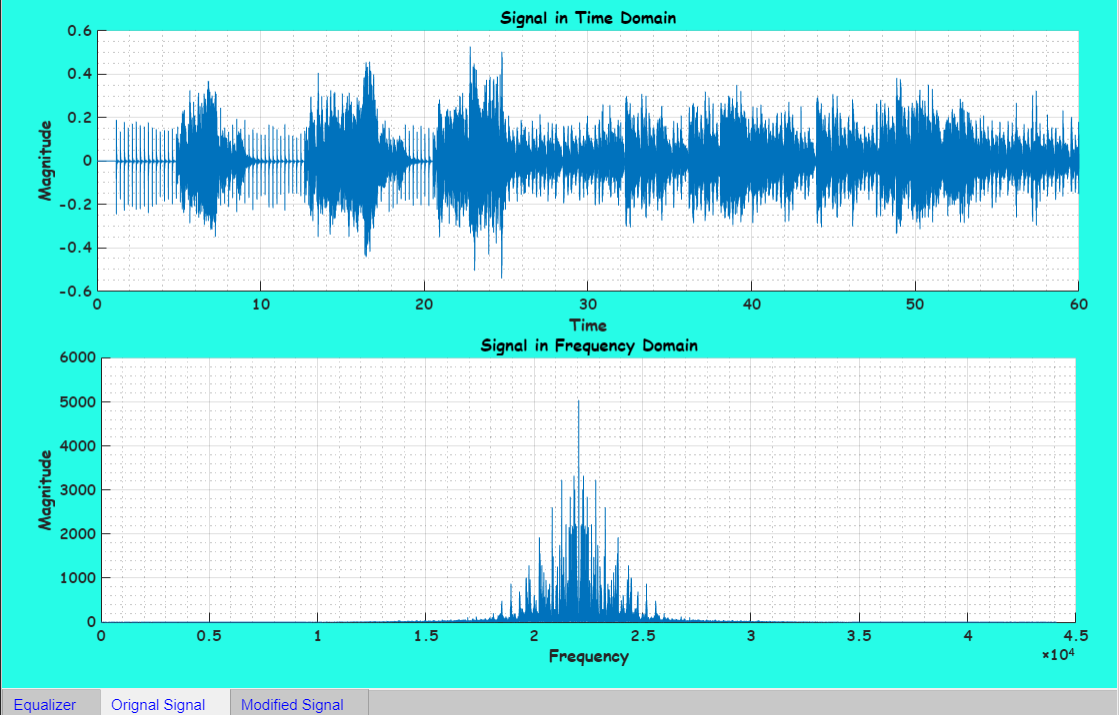 Signal in Time Domain
0.6
0.4
0.2
0
-0.2
-0.4
-0.6
Magnitude
0 10 20 30 40 50 60
Time
Signal in Frequency Domain
6000
5000
4000
3000
2000
1000
0
Magnitude
0 0.5 1 1.5 2 2.5 3 3.5 4 4.5
×10⁴
Frequency
Equalizer Orignal Signal Modified Signal